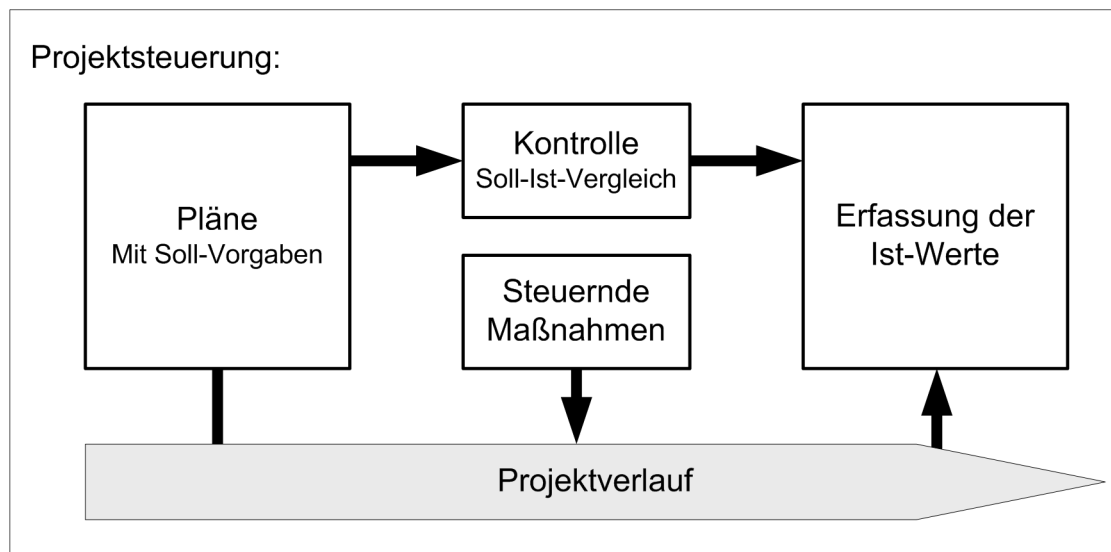 Projektsteuerung:
Pläne
Mit Soll-Vorgaben
Kontrolle
Soll-Ist-Vergleich
Steuernde
Maßnahmen
Erfassung der
Ist-Werte
Projektverlauf